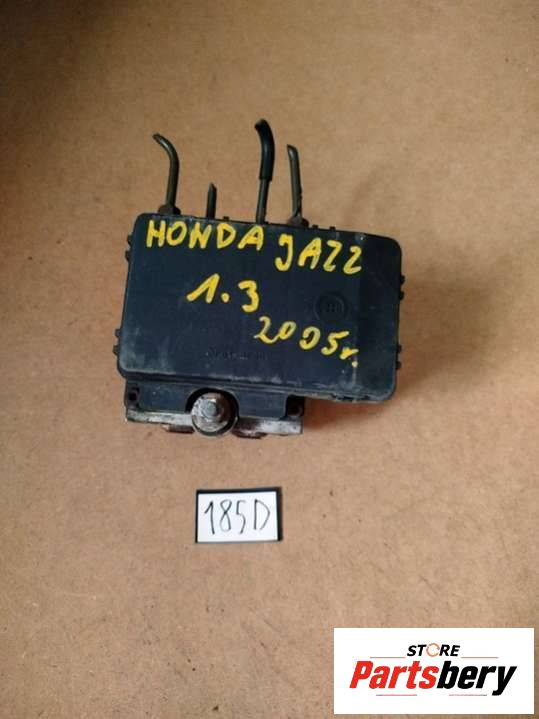 HONDA JAZZ
1.3
2005r.
185D
STORE
Partsbery